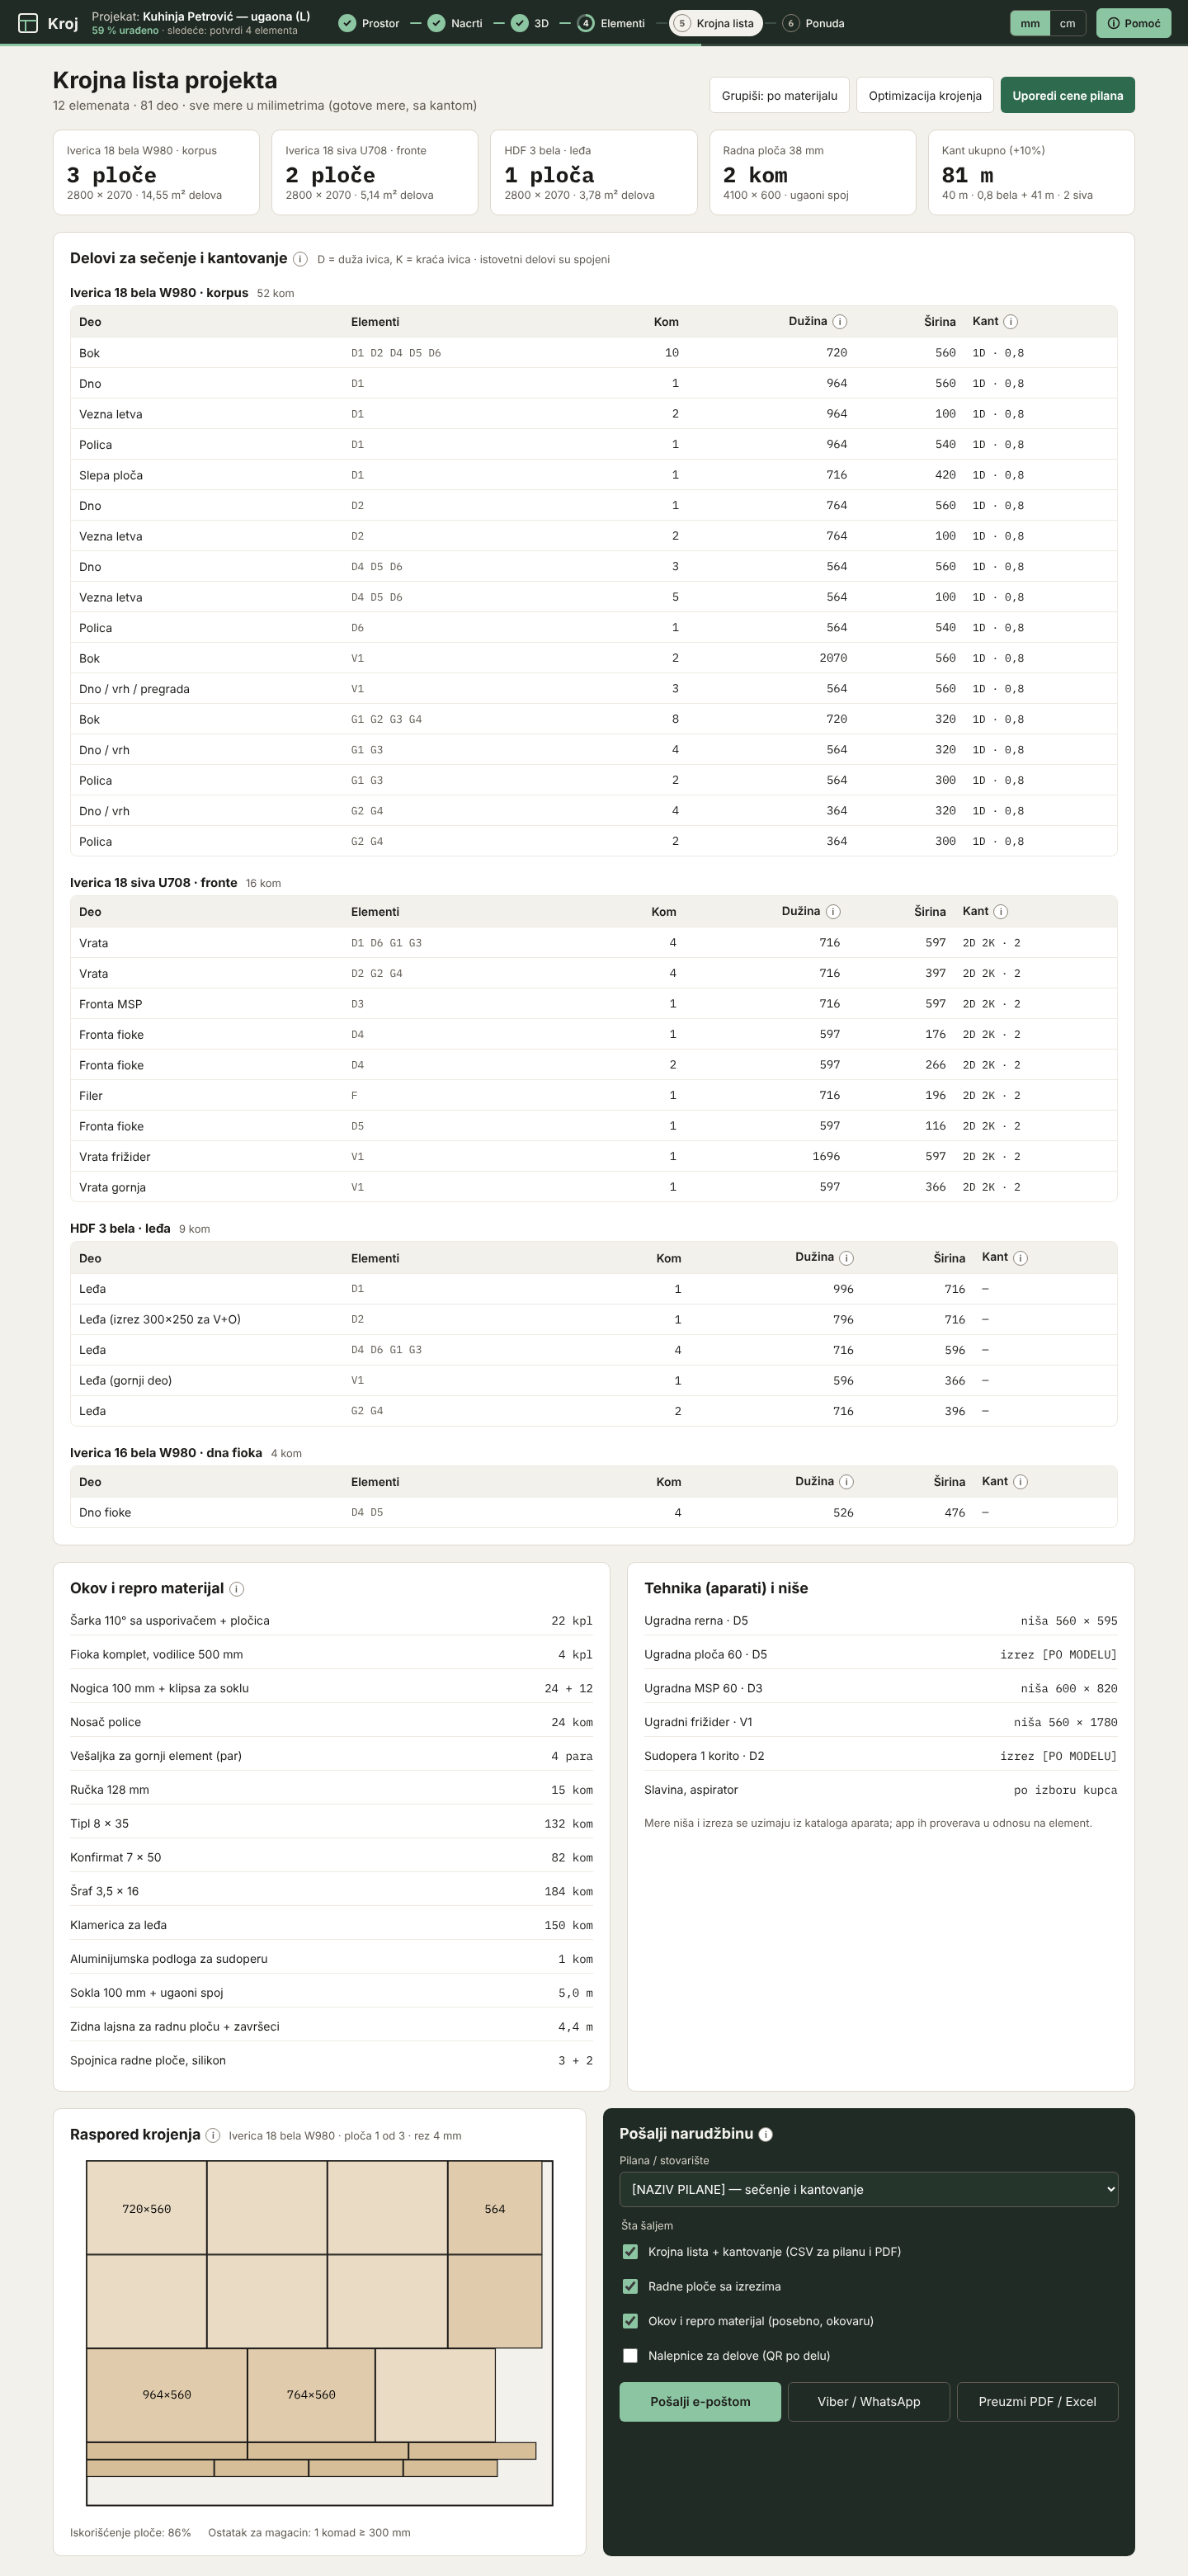 Kroj
Projekat: Kuhinja Petrović — ugaona (L)
59 % urađeno · sledeće: potvrdi 4 elementa
Prostor
Nacrti
3D
4 Elementi
5 Krojna lista
6 Ponuda
mm cm
Pomoć
Krojna lista projekta
12 elemenata · 81 deo · sve mere u milimetrima (gotove mere, sa kantom)
Grupiši: po materijalu
Optimizacija krojenja
Uporedi cene pilana
Iverica 18 bela W980 · korpus
3 ploče
2800 × 2070 · 14,55 m² delova
Iverica 18 siva U708 · fronte
2 ploče
2800 × 2070 · 5,14 m² delova
HDF 3 bela · leđa
1 ploča
2800 × 2070 · 3,78 m² delova
Radna ploča 38 mm
2 kom
4100 × 600 · ugaoni spoj
Kant ukupno (+10%)
81 m
40 m · 0,8 bela + 41 m · 2 siva
Delovi za sečenje i kantovanje i D = duža ivica, K = kraća ivica · istovetni delovi su spojeni
Iverica 18 bela W980 · korpus 52 kom
Deo Elementi Kom Dužina i Širina Kant i
Bok D1 D2 D4 D5 D6 10 720 560 1D · 0,8
Dno D1 1 964 560 1D · 0,8
Vezna letva D1 2 964 100 1D · 0,8
Polica D1 1 964 540 1D · 0,8
Slepa ploča D1 1 716 420 1D · 0,8
Dno D2 1 764 560 1D · 0,8
Vezna letva D2 2 764 100 1D · 0,8
Dno D4 D5 D6 3 564 560 1D · 0,8
Vezna letva D4 D5 D6 5 564 100 1D · 0,8
Polica D6 1 564 540 1D · 0,8
Bok V1 2 2070 560 1D · 0,8
Dno / vrh / pregrada V1 3 564 560 1D · 0,8
Bok G1 G2 G3 G4 8 720 320 1D · 0,8
Dno / vrh G1 G3 4 564 320 1D · 0,8
Polica G1 G3 2 564 300 1D · 0,8
Dno / vrh G2 G4 4 364 320 1D · 0,8
Polica G2 G4 2 364 300 1D · 0,8
Iverica 18 siva U708 · fronte 16 kom
Deo Elementi Kom Dužina i Širina Kant i
Vrata D1 D6 G1 G3 4 716 597 2D 2K · 2
Vrata D2 G2 G4 4 716 397 2D 2K · 2
Fronta MSP D3 1 716 597 2D 2K · 2
Fronta fioke D4 1 597 176 2D 2K · 2
Fronta fioke D4 2 597 266 2D 2K · 2
Filer F 1 716 196 2D 2K · 2
Fronta fioke D5 1 597 116 2D 2K · 2
Vrata frižider V1 1 1696 597 2D 2K · 2
Vrata gornja V1 1 597 366 2D 2K · 2
HDF 3 bela · leđa 9 kom
Deo Elementi Kom Dužina i Širina Kant i
Leđa D1 1 996 716 —
Leđa (izrez 300×250 za V+O) D2 1 796 716 —
Leđa D4 D6 G1 G3 4 716 596 —
Leđa (gornji deo) V1 1 596 366 —
Leđa G2 G4 2 716 396 —
Iverica 16 bela W980 · dna fioka 4 kom
Deo Elementi Kom Dužina i Širina Kant i
Dno fioke D4 D5 4 526 476 —
Okov i repro materijal i
Šarka 110° sa usporivačem + pločica 22 kpl
Fioka komplet, vodilice 500 mm 4 kpl
Nogica 100 mm + klipsa za soklu 24 + 12
Nosač police 24 kom
Vešaljka za gornji element (par) 4 para
Ručka 128 mm 15 kom
Tipl 8 × 35 132 kom
Konfirmat 7 × 50 82 kom
Šraf 3,5 × 16 184 kom
Klamerica za leđa 150 kom
Aluminijumska podloga za sudoperu 1 kom
Sokla 100 mm + ugaoni spoj 5,0 m
Zidna lajsna za radnu ploču + završeci 4,4 m
Spojnica radne ploče, silikon 3 + 2
Tehnika (aparati) i niše
Ugradna rerna · D5 niša 560 × 595
Ugradna ploča 60 · D5 izrez [PO MODELU]
Ugradna MSP 60 · D3 niša 600 × 820
Ugradni frižider · V1 niša 560 × 1780
Sudopera 1 korito · D2 izrez [PO MODELU]
Slavina, aspirator po izboru kupca
Mere niša i izreza se uzimaju iz kataloga aparata; app ih proverava u odnosu na element.
Raspored krojenja i Iverica 18 bela W980 · ploča 1 od 3 · rez 4 mm
720×560 564
964×560 764×560
Iskorišćenje ploče: 86% Ostatak za magacin: 1 komad ≥ 300 mm
Pošalji narudžbinu i
Pilana / stovarište
[NAZIV PILANE] — sečenje i kantovanje
Šta šaljem
Krojna lista + kantovanje (CSV za pilanu i PDF)
Radne ploče sa izrezima
Okov i repro materijal (posebno, okovaru)
Nalepnice za delove (QR po delu)
Pošalji e-poštom
Viber / WhatsApp
Preuzmi PDF / Excel